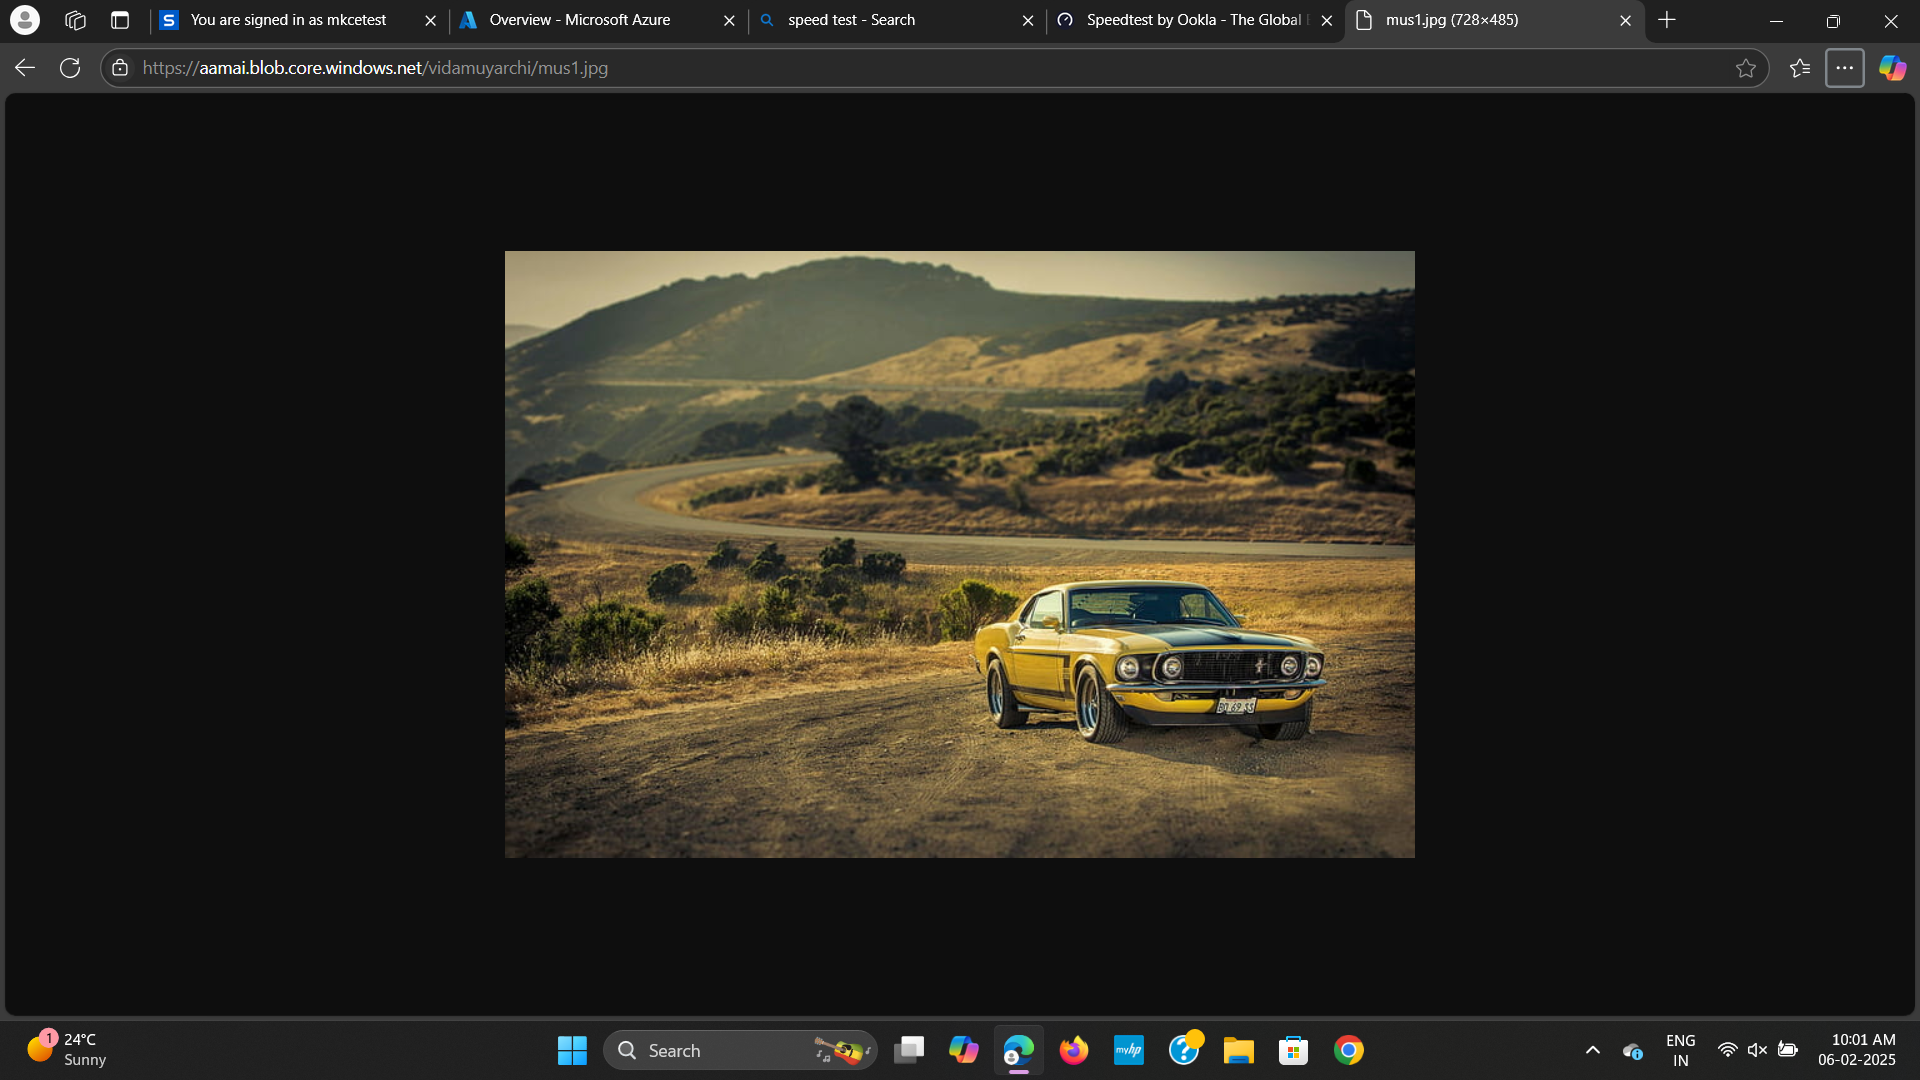 You are signed in as mkcetest
Overview - Microsoft Azure
speed test - Search
Speedtest by Ookla - The Global
mus1.jpg (728×485)
https://aamai.blob.core.windows.net/vidamuyarchi/mus1.jpg
1
24°C
Sunny
Search
myhp
ENG
IN
10:01 AM
06-02-2025